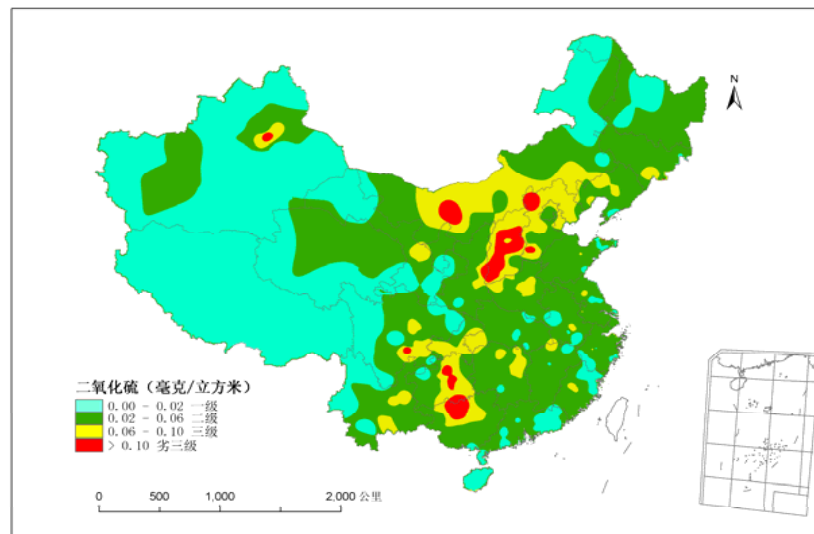 N
二氧化硫（毫克/立方米）
0.00 - 0.02 一级
0.02 - 0.06 二级
0.06 - 0.10 三级
> 0.10 劣三级
0 500 1,000 2,000 公里